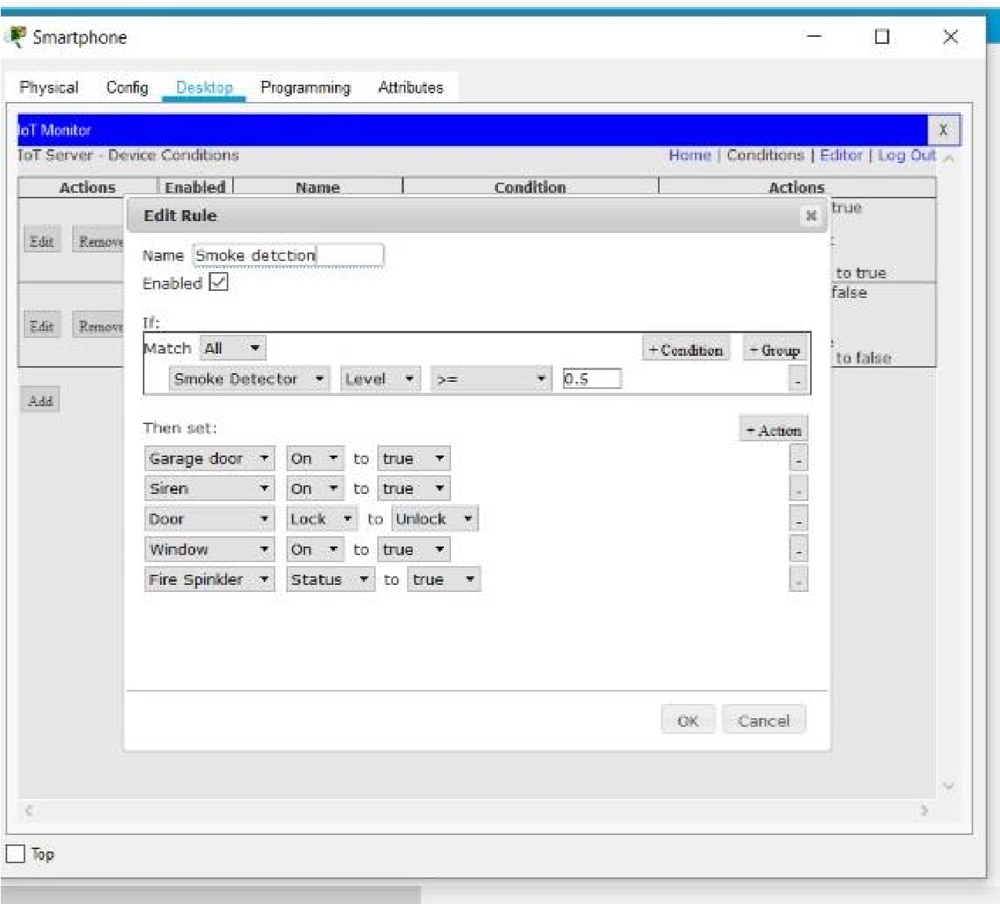 Smartphone
Physical Config Desktop Programming Attributes
IoT Monitor X
IoT Server - Device Conditions Home | Conditions | Editor | Log Out
Actions Enabled Name Condition Actions
Edit Rule
true
Edit Remove
Name Smoke detction
to true
Enabled
false
Edit Remove
If:
Match All + Condition + Group
to false
Smoke Detector Level >= 0.5 -
Add
Then set: + Action
Garage door On to true -
Siren On to true -
Door Lock to Unlock -
Window On to true -
Fire Spinkler Status to true -
OK Cancel
Top